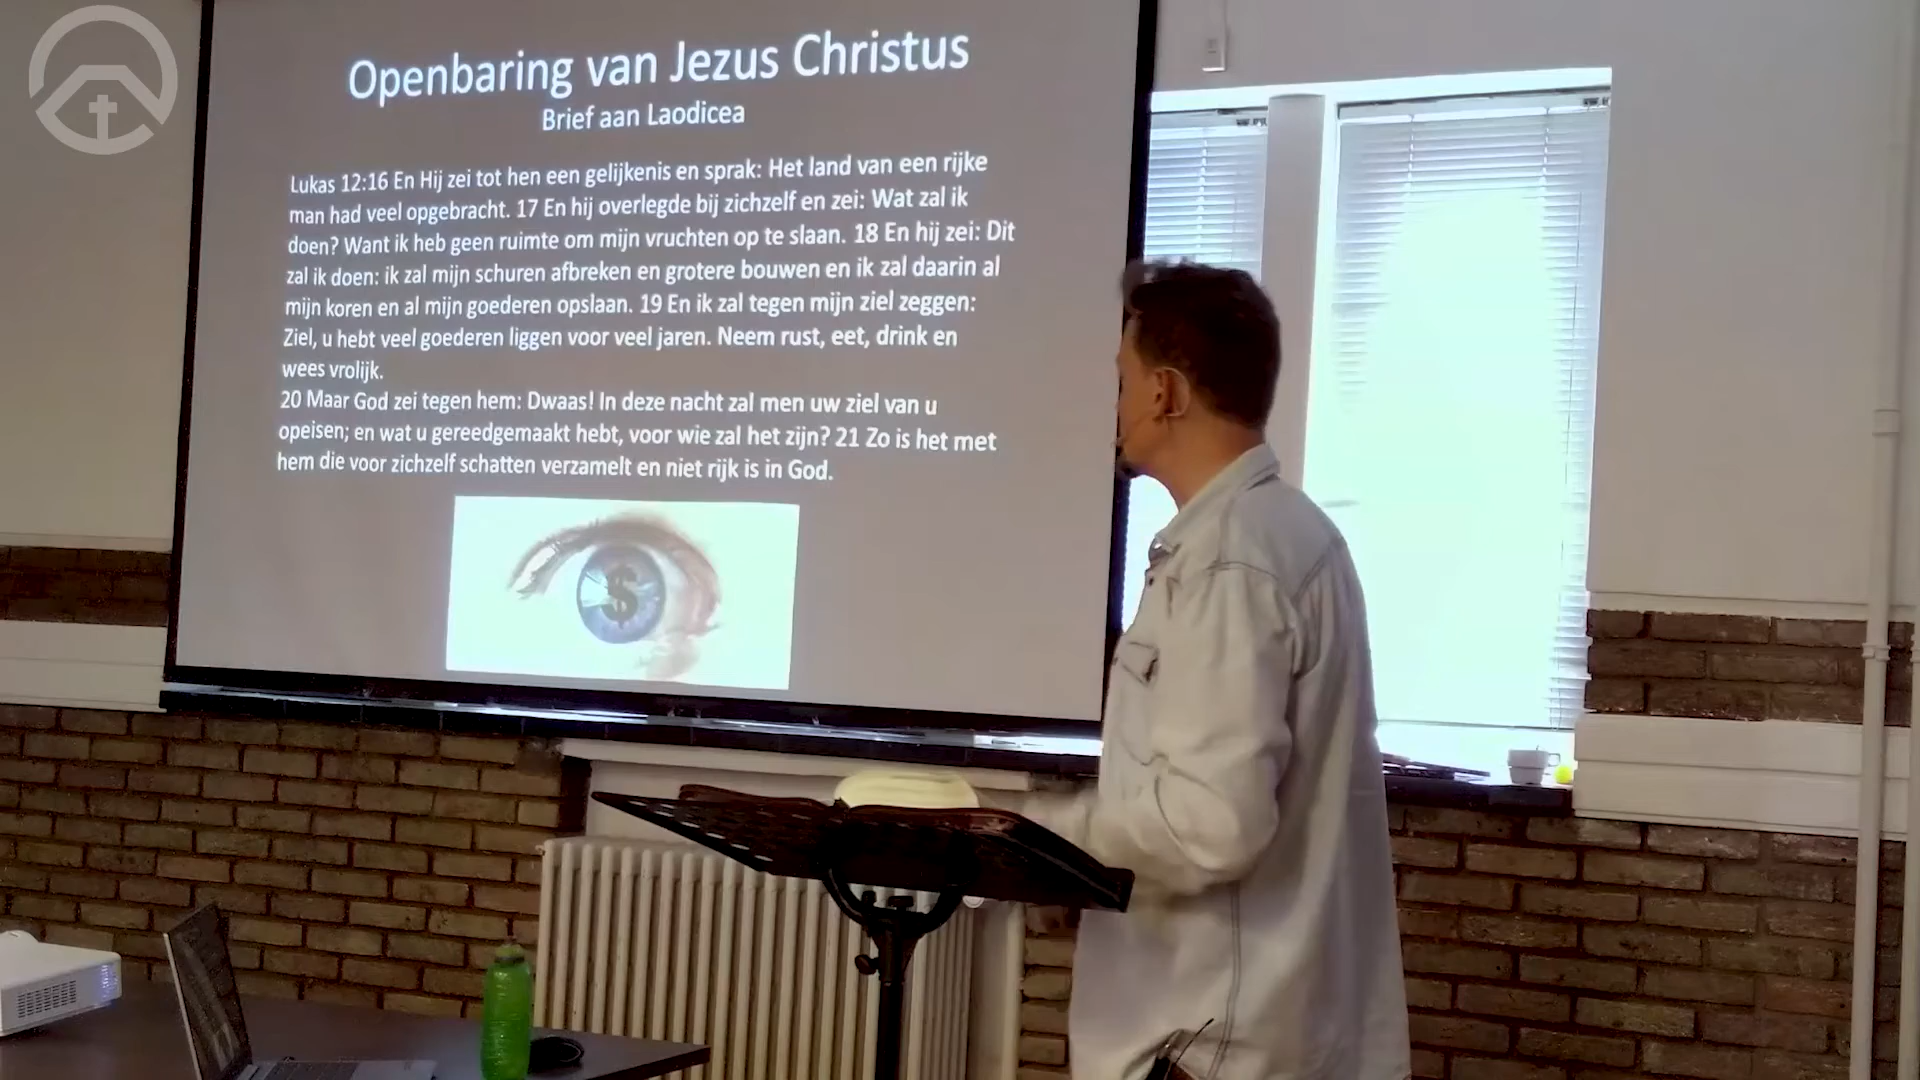 Openbaring van Jezus Christus
Brief aan Laodicea
Lukas 12:16 En Hij zei tot hen een gelijkenis en sprak: Het land van een rijke
man had veel opgebracht. 17 En hij overlegde bij zichzelf en zei: Wat zal ik
doen? Want ik heb geen ruimte om mijn vruchten op te slaan. 18 En hij zei: Dit
zal ik doen: ik zal mijn schuren afbreken en grotere bouwen en ik zal daarin al
mijn koren en al mijn goederen opslaan. 19 En ik zal tegen mijn ziel zeggen:
Ziel, u hebt veel goederen liggen voor veel jaren. Neem rust, eet, drink en
wees vrolijk.
20 Maar God zei tegen hem: Dwaas! In deze nacht zal men uw ziel van u
opeisen; en wat u gereedgemaakt hebt, voor wie zal het zijn? 21 Zo is het met
hem die voor zichzelf schatten verzamelt en niet rijk is in God.
$